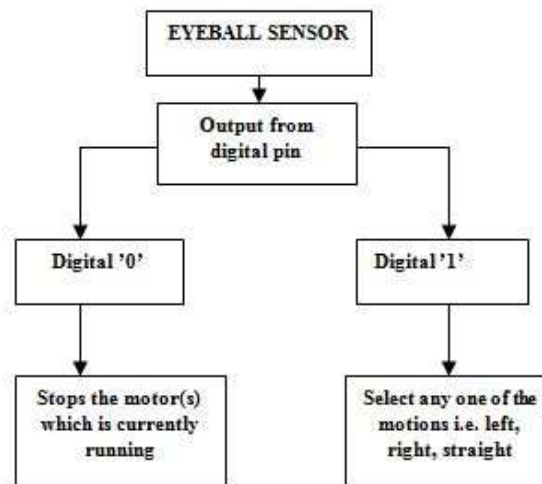 EYEBALL SENSOR
Output from
digital pin
Digital '0'
Digital '1'
Stops the motor(s)
which is currently
running
Select any one of the
motions i.e. left,
right, straight